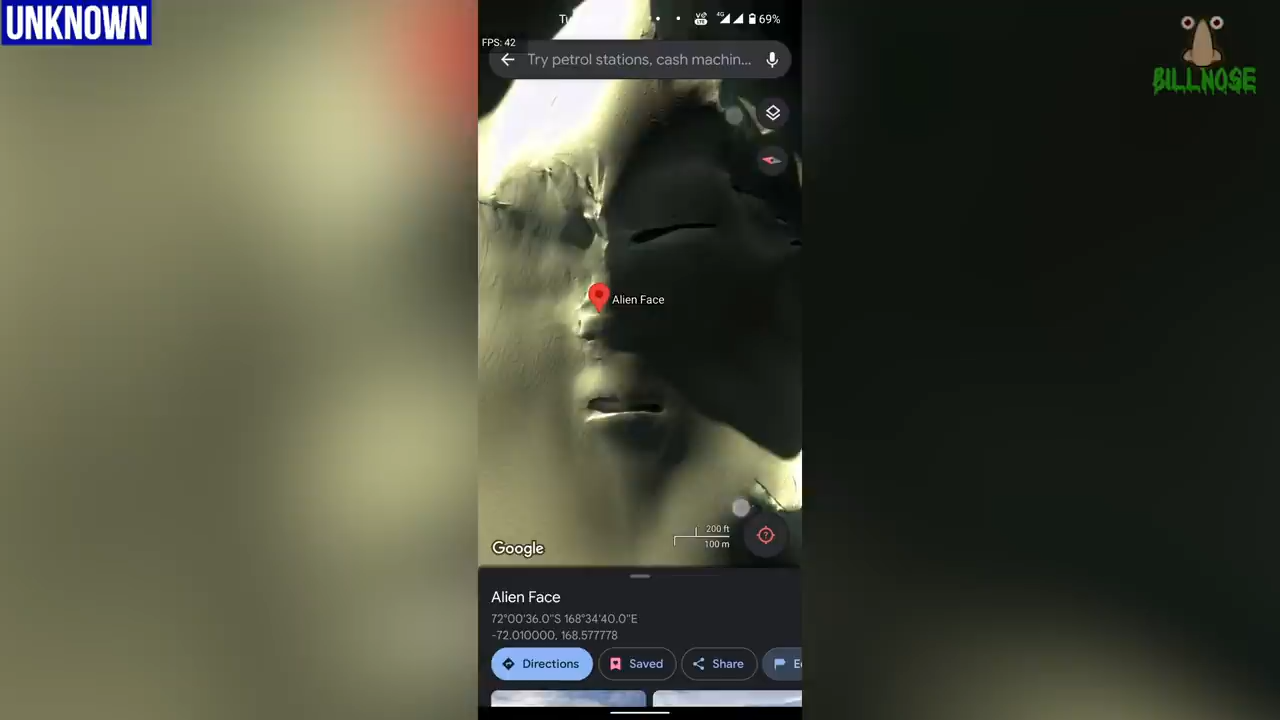 UNKNOWN
69%
FPS: 42
Try petrol stations, cash machin...
BILLNOSE
Alien Face
200 ft
100 m
Google
Alien Face
72°00'36.0"S 168°34'40.0"E
-72.010000, 168.577778
Directions
Saved
Share